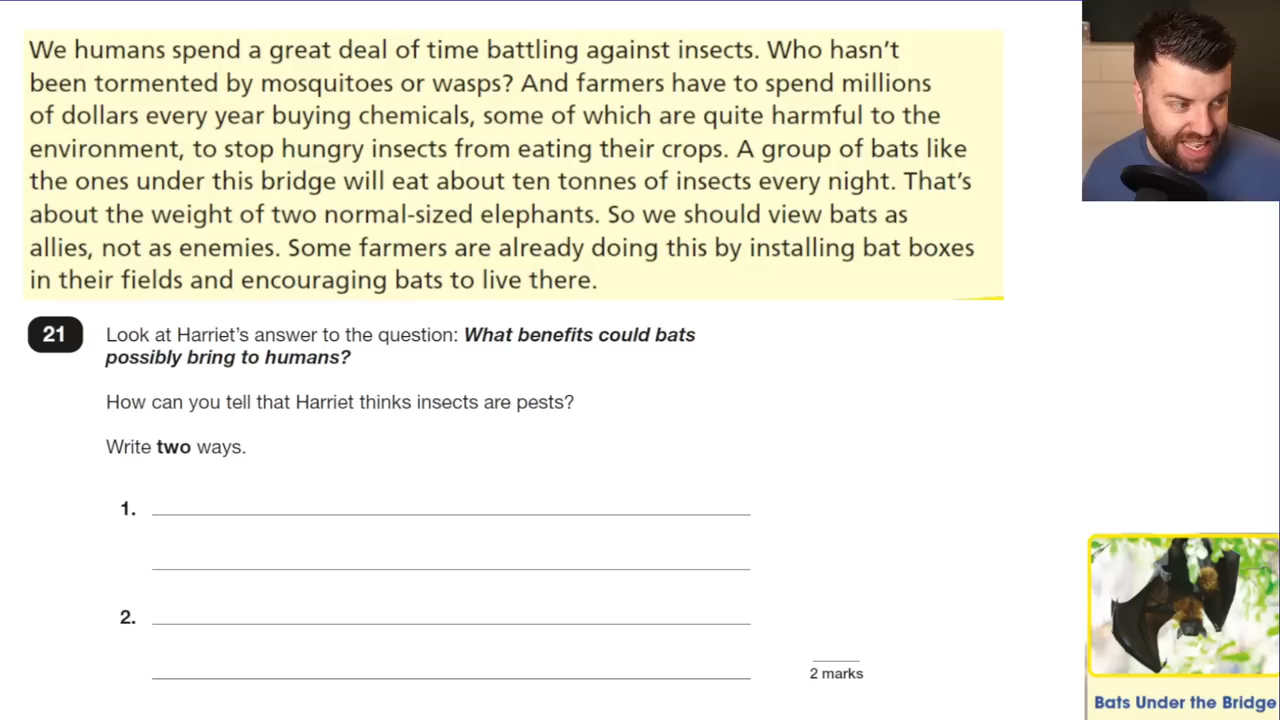 We humans spend a great deal of time battling against insects. Who hasn't
been tormented by mosquitoes or wasps? And farmers have to spend millions
of dollars every year buying chemicals, some of which are quite harmful to the
environment, to stop hungry insects from eating their crops. A group of bats like
the ones under this bridge will eat about ten tonnes of insects every night. That's
about the weight of two normal-sized elephants. So we should view bats as
allies, not as enemies. Some farmers are already doing this by installing bat boxes
in their fields and encouraging bats to live there.
21 Look at Harriet's answer to the question: What benefits could bats
possibly bring to humans?
How can you tell that Harriet thinks insects are pests?
Write two ways.
1.
2.
2 marks
Bats Under the Bridge